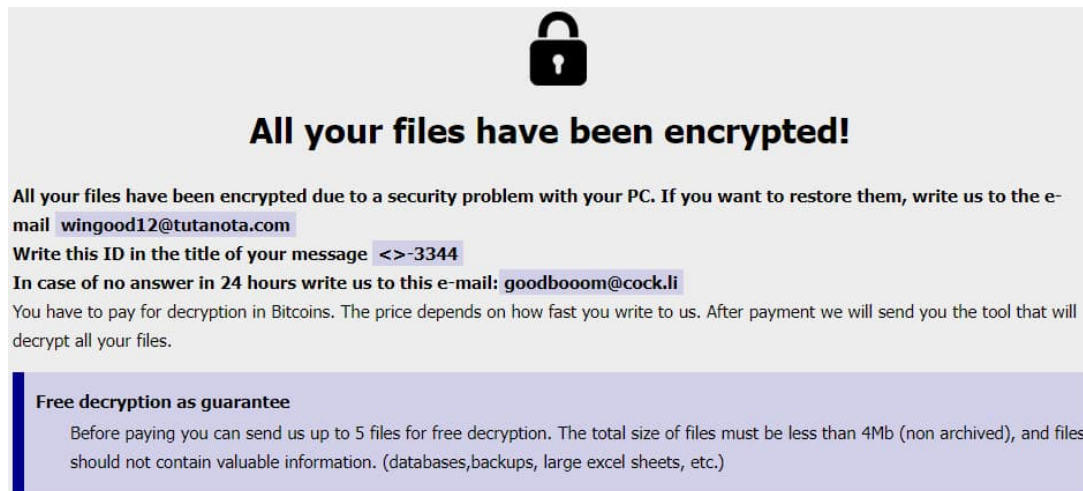 All your files have been encrypted!
All your files have been encrypted due to a security problem with your PC. If you want to restore them, write us to the e-
mail wingood12@tutanota.com
Write this ID in the title of your message <>-3344
In case of no answer in 24 hours write us to this e-mail: goodbooom@cock.li
You have to pay for decryption in Bitcoins. The price depends on how fast you write to us. After payment we will send you the tool that will
decrypt all your files.
Free decryption as guarantee
Before paying you can send us up to 5 files for free decryption. The total size of files must be less than 4Mb (non archived), and files
should not contain valuable information. (databases,backups, large excel sheets, etc.)